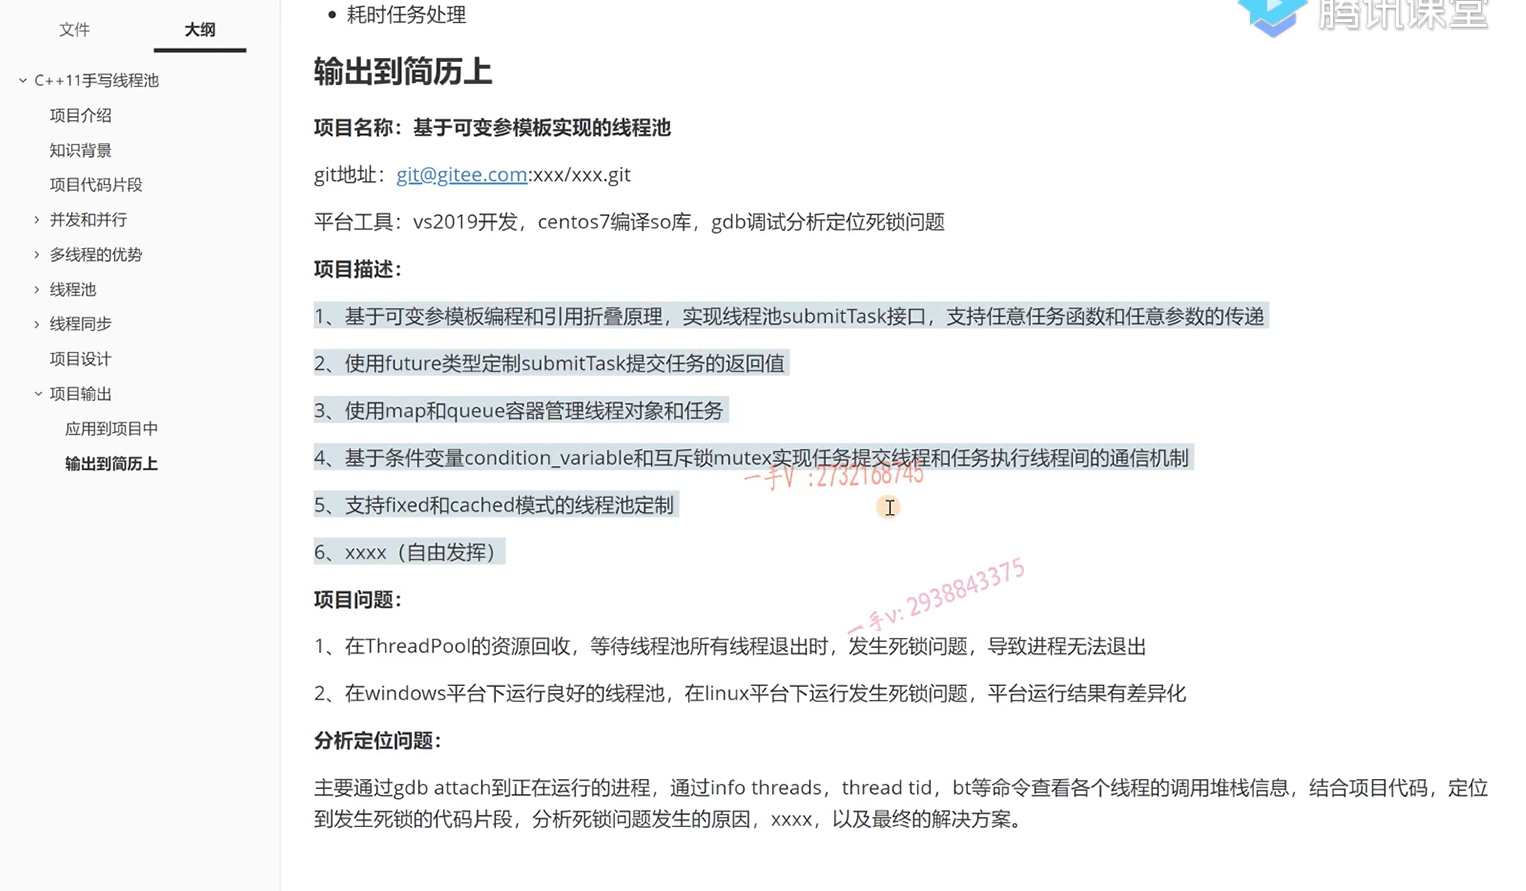 文件
大纲
C++11手写线程池
项目介绍
知识背景
项目代码片段
并发和并行
多线程的优势
线程池
线程同步
项目设计
项目输出
应用到项目中
输出到简历上
耗时任务处理
腾讯课堂
输出到简历上
项目名称：基于可变参模板实现的线程池
git地址：git@gitee.com:xxx/xxx.git
平台工具：vs2019开发，centos7编译so库，gdb调试分析定位死锁问题
项目描述：
1、基于可变参模板编程和引用折叠原理，实现线程池submitTask接口，支持任意任务函数和任意参数的传递
2、使用future类型定制submitTask提交任务的返回值
3、使用map和queue容器管理线程对象和任务
4、基于条件变量condition_variable和互斥锁mutex实现任务提交线程和任务执行线程间的通信机制
一手V :2732168745
5、支持fixed和cached模式的线程池定制
6、xxxx（自由发挥）
一手v: 2938843375
项目问题：
1、在ThreadPool的资源回收，等待线程池所有线程退出时，发生死锁问题，导致进程无法退出
2、在windows平台下运行良好的线程池，在linux平台下运行发生死锁问题，平台运行结果有差异化
分析定位问题：
主要通过gdb attach到正在运行的进程，通过info threads，thread tid，bt等命令查看各个线程的调用堆栈信息，结合项目代码，定位
到发生死锁的代码片段，分析死锁问题发生的原因，xxxx，以及最终的解决方案。